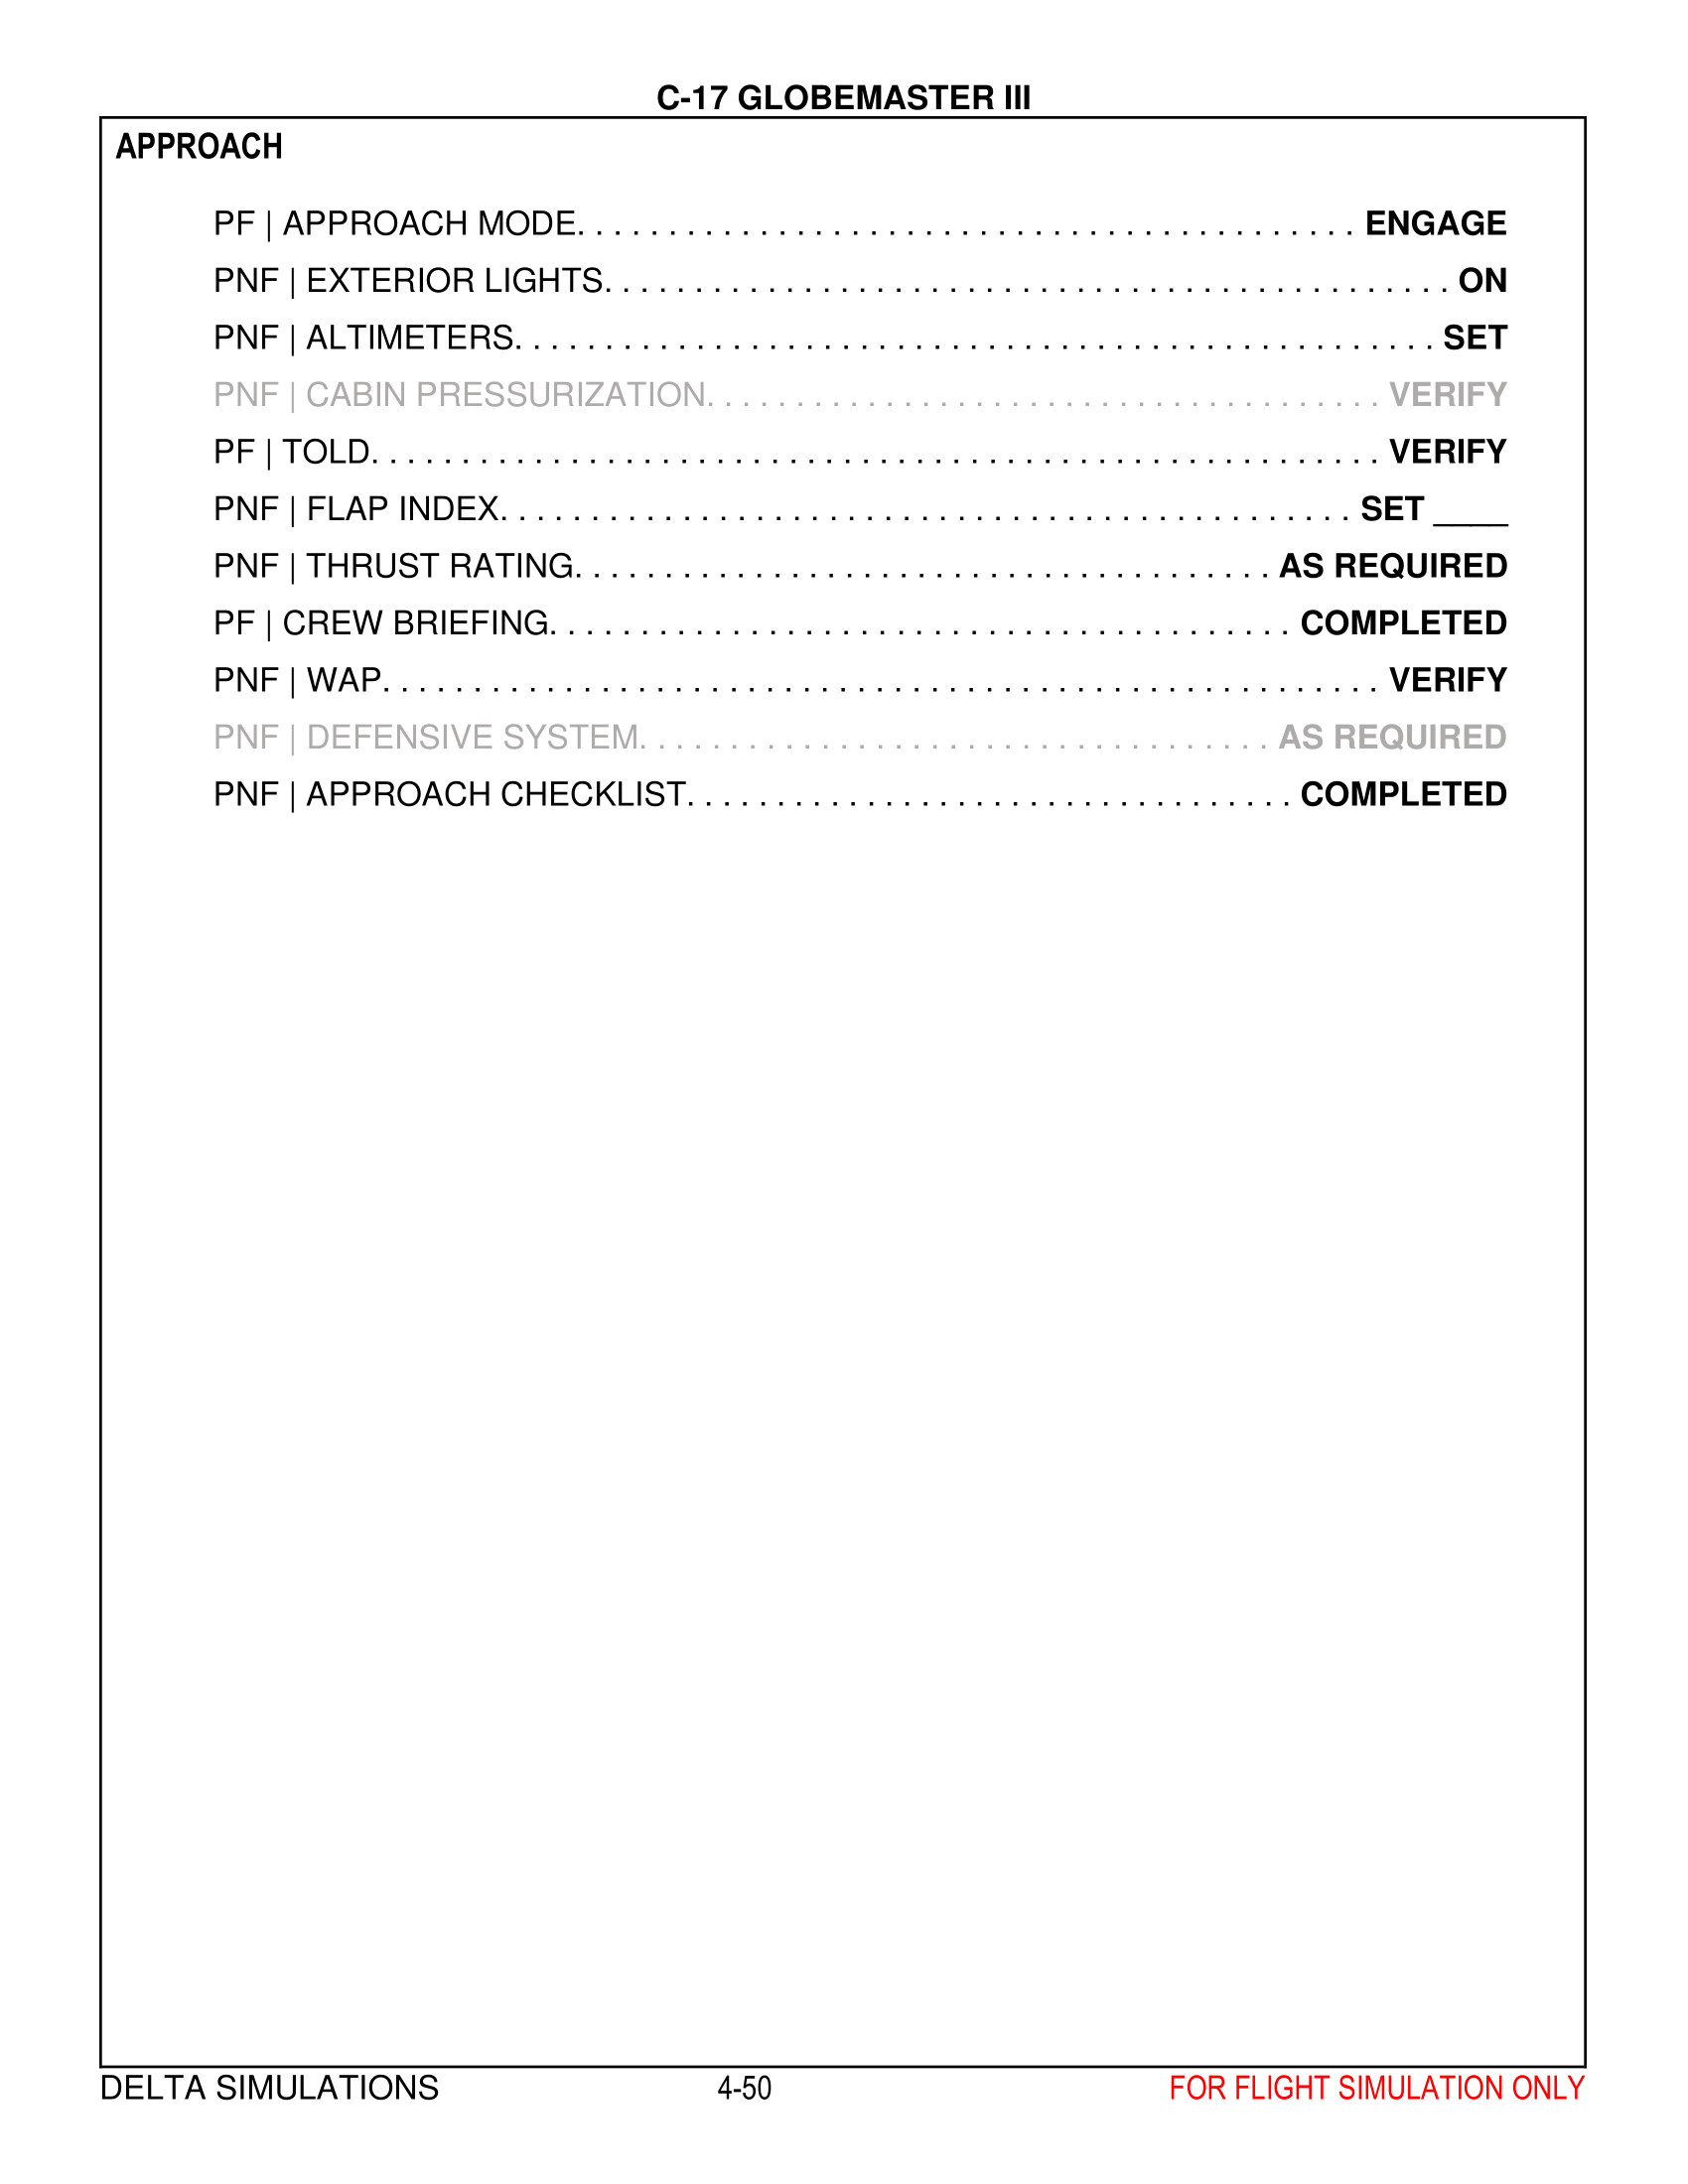 C-17 GLOBEMASTER III
APPROACH
PF | APPROACH MODE. . . . . . . . . . . . . . . . . . . . . . . . . . . . . . . . . . . . . . . . . . . ENGAGE
PNF | EXTERIOR LIGHTS. . . . . . . . . . . . . . . . . . . . . . . . . . . . . . . . . . . . . . . . . . . . . . . ON
PNF | ALTIMETERS. . . . . . . . . . . . . . . . . . . . . . . . . . . . . . . . . . . . . . . . . . . . . . . . . . . SET
PNF | CABIN PRESSURIZATION. . . . . . . . . . . . . . . . . . . . . . . . . . . . . . . . . . . . . . VERIFY
PF | TOLD. . . . . . . . . . . . . . . . . . . . . . . . . . . . . . . . . . . . . . . . . . . . . . . . . . . . . . . . VERIFY
PNF | FLAP INDEX. . . . . . . . . . . . . . . . . . . . . . . . . . . . . . . . . . . . . . . . . . . . . . . SET ____
PNF | THRUST RATING. . . . . . . . . . . . . . . . . . . . . . . . . . . . . . . . . . . . . . . AS REQUIRED
PF | CREW BRIEFING. . . . . . . . . . . . . . . . . . . . . . . . . . . . . . . . . . . . . . . . . COMPLETED
PNF | WAP. . . . . . . . . . . . . . . . . . . . . . . . . . . . . . . . . . . . . . . . . . . . . . . . . . . . . . . VERIFY
PNF | DEFENSIVE SYSTEM. . . . . . . . . . . . . . . . . . . . . . . . . . . . . . . . . . . AS REQUIRED
PNF | APPROACH CHECKLIST. . . . . . . . . . . . . . . . . . . . . . . . . . . . . . . . . . COMPLETED
DELTA SIMULATIONS 4-50 FOR FLIGHT SIMULATION ONLY